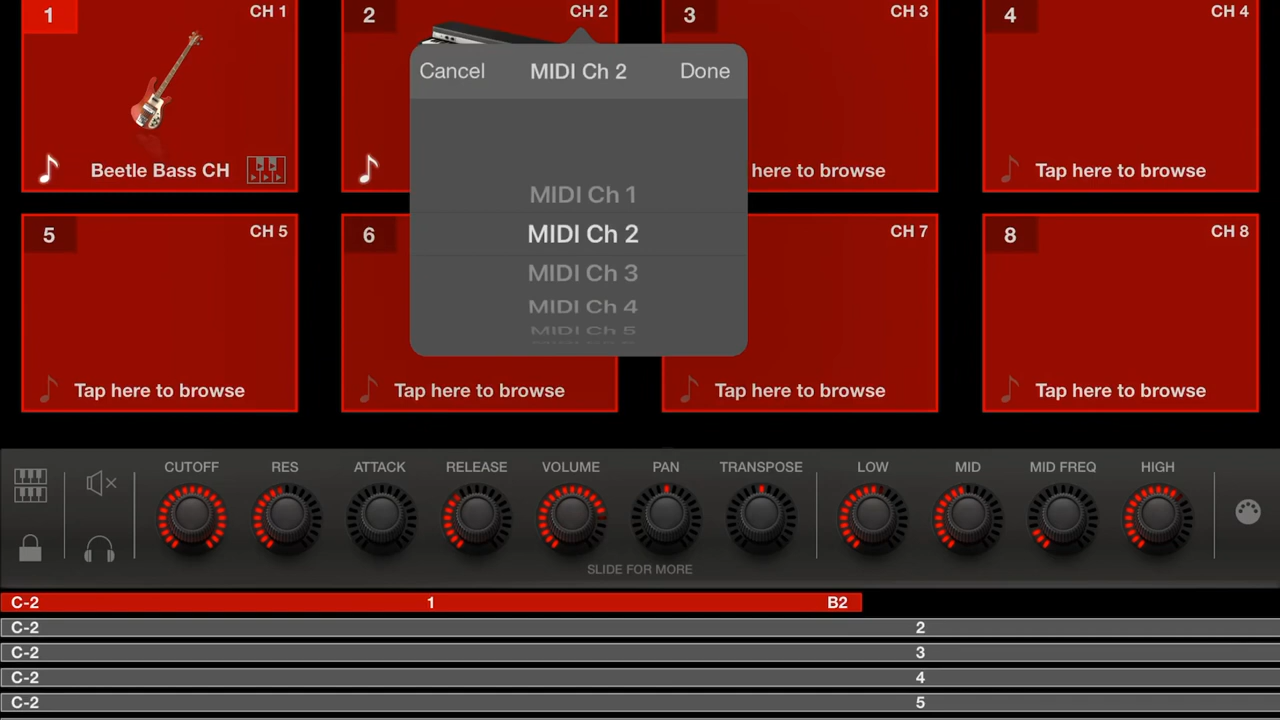 1 CH 1 2 CH 2 3 CH 3 4 CH 4
Cancel MIDI Ch 2 Done
Beetle Bass CH here to browse Tap here to browse
MIDI Ch 1
MIDI Ch 2
MIDI Ch 3
MIDI Ch 4
MIDI Ch 5
5 CH 5 6 CH 7 8 CH 8
Tap here to browse Tap here to browse Tap here to browse Tap here to browse
CUTOFF RES ATTACK RELEASE VOLUME PAN TRANSPOSE LOW MID MID FREQ HIGH
SLIDE FOR MORE
C-2 1 B2
C-2 2
C-2 3
C-2 4
C-2 5